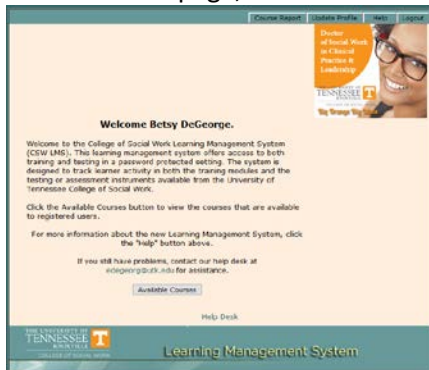 Course Report Update Profile Help Logout
Doctor
of Social Work
in Clinical
Practice &
Leadership
TENNESSEE
Big Orange Big
Welcome Betsy DeGeorge.
Welcome to the College of Social Work Learning Management System
(CSW LMS). This learning management system offers access to both
training and testing in a password protected setting. The system is
designed to track learner activity in both the training modules and the
testing or assessment instruments available from the University of
Tennessee College of Social Work.
Click the Available Courses button to view the courses that are available
to registered users.
For more information about the new Learning Management System, click
the "Help" button above.
If you still have problems, contact our help desk at
edegeorg@utk.edu for assistance.
Available Courses
Help Desk
THE UNIVERSITY OF
TENNESSEE
KNOXVILLE
COLLEGE OF SOCIAL WORK
Learning Management System